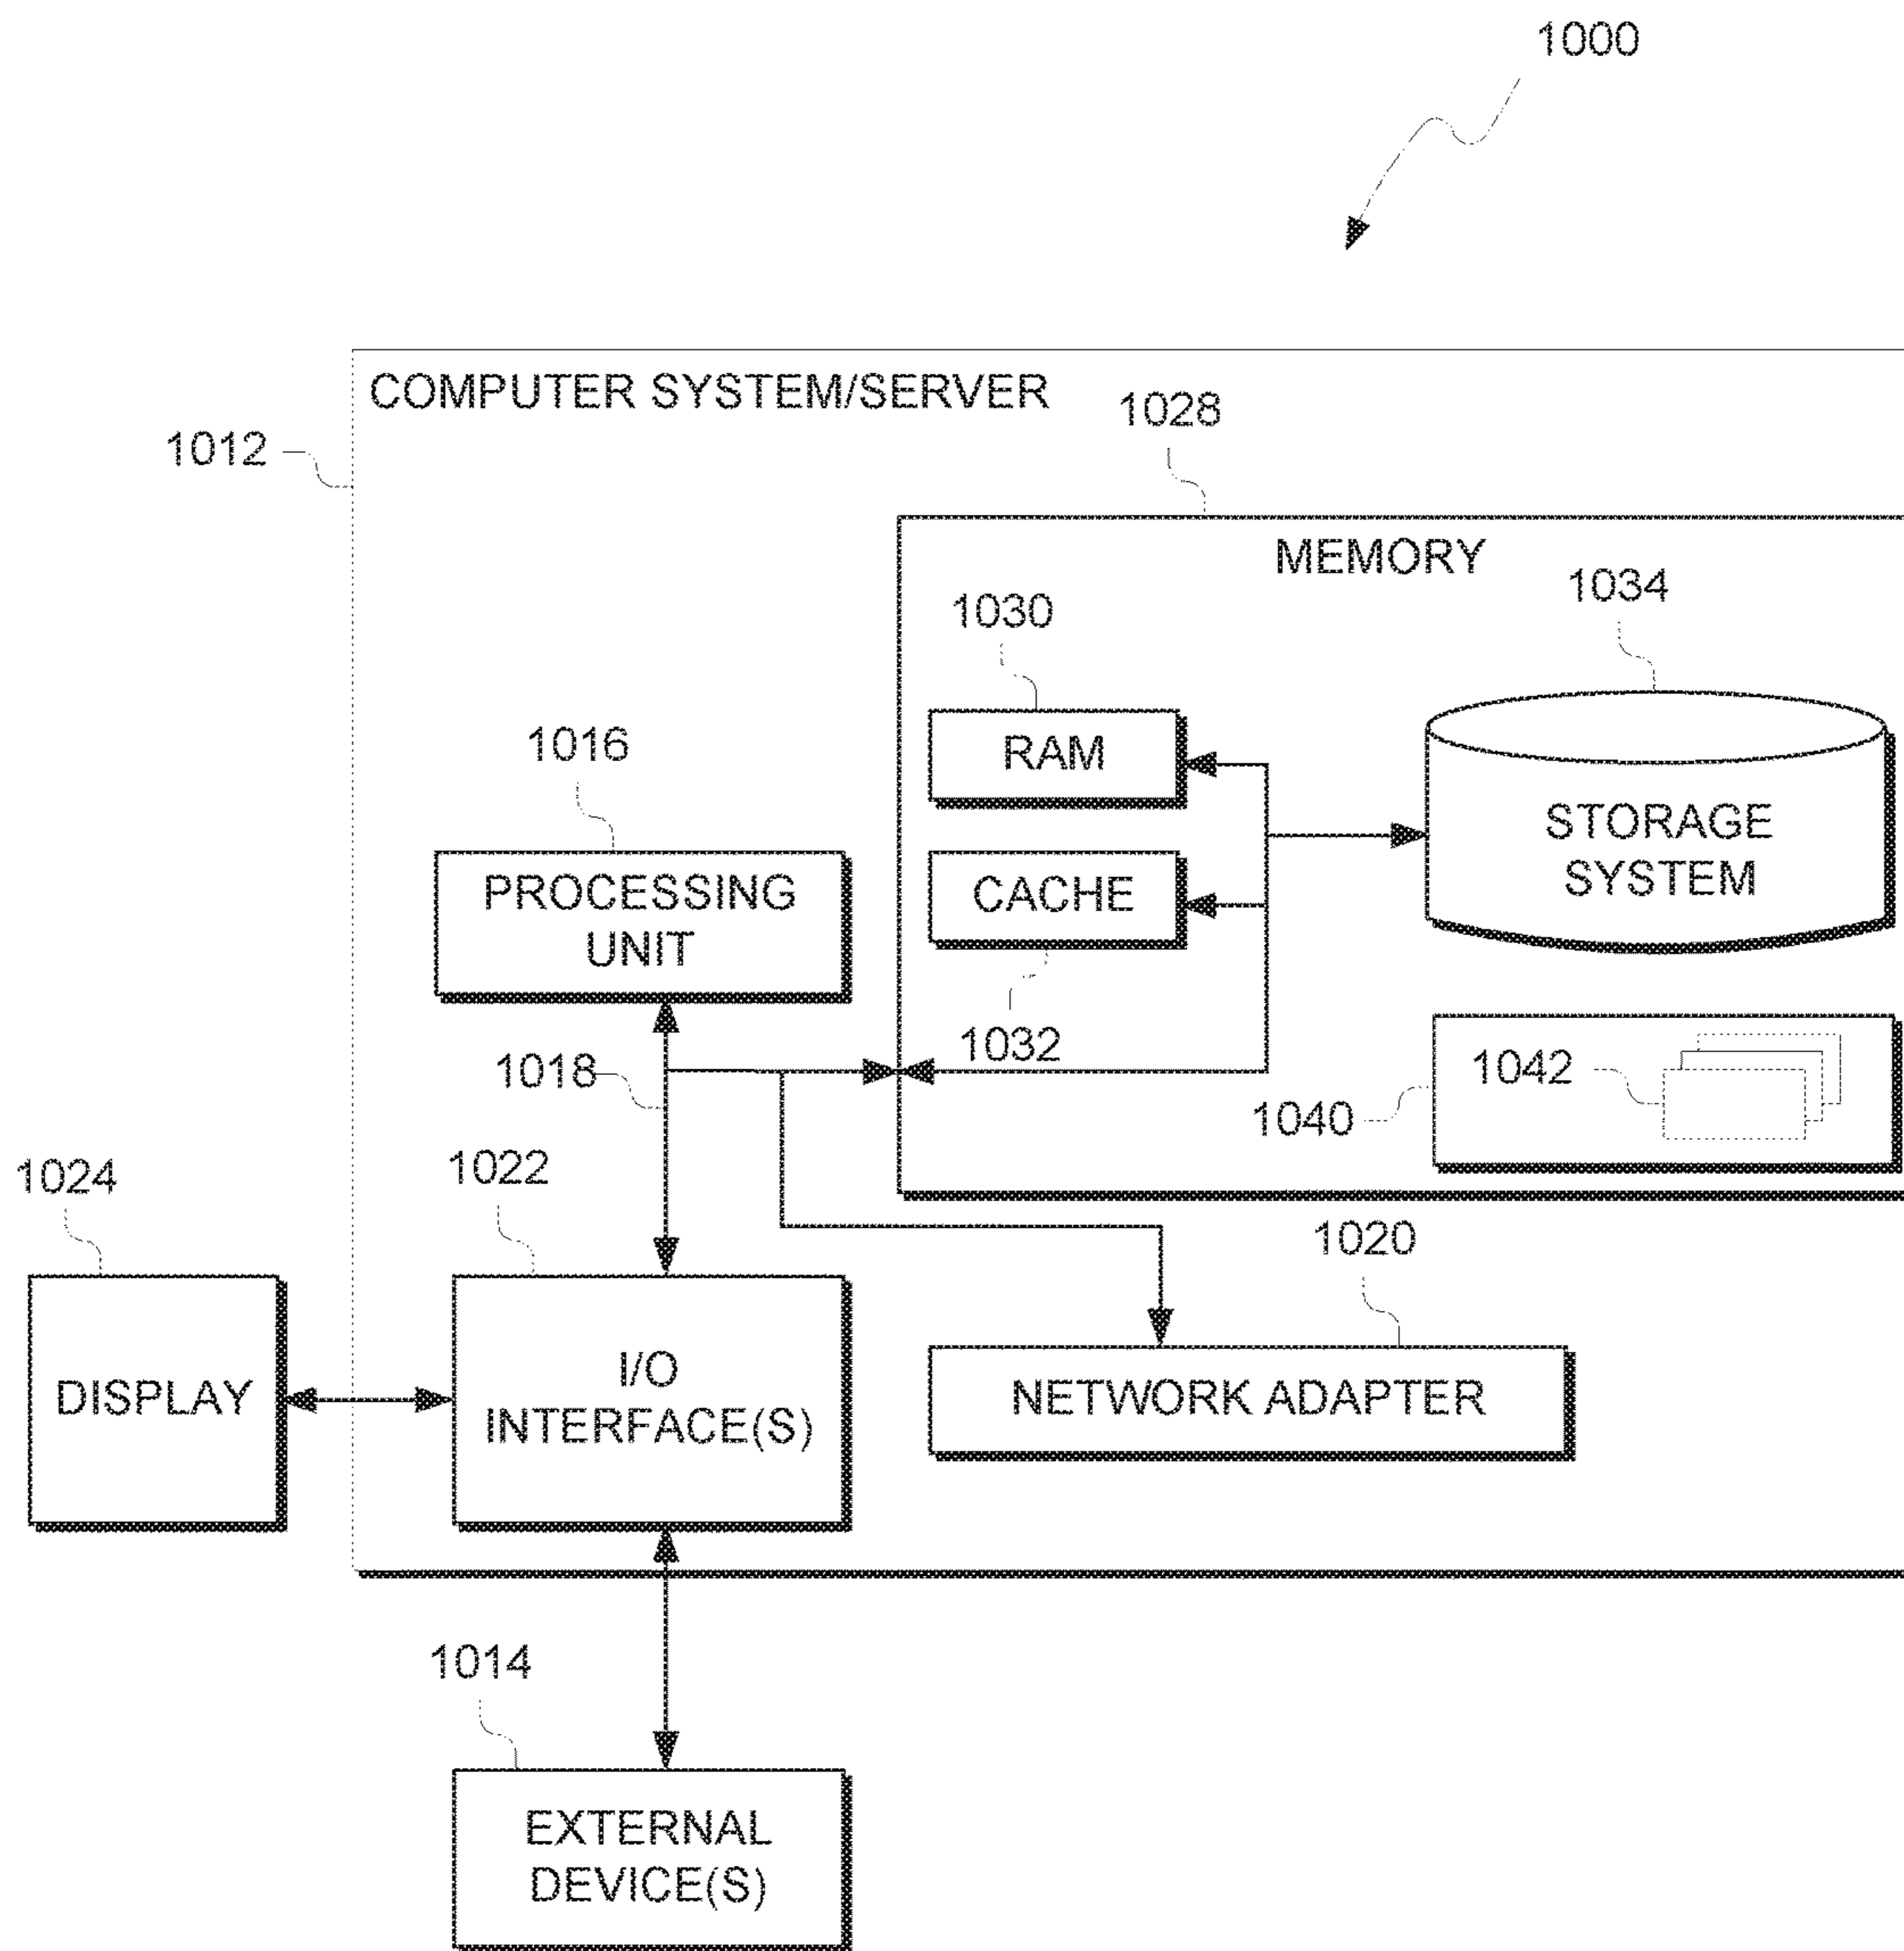 1000
COMPUTER SYSTEM/SERVER
1012
1028
MEMORY
1034
1030
RAM
1016
STORAGE
SYSTEM
PROCESSING
UNIT
CACHE
1032
1018
1042
1040
1024
1022
1020
DISPLAY
I/O
INTERFACE(S)
NETWORK ADAPTER
1014
EXTERNAL
DEVICE(S)